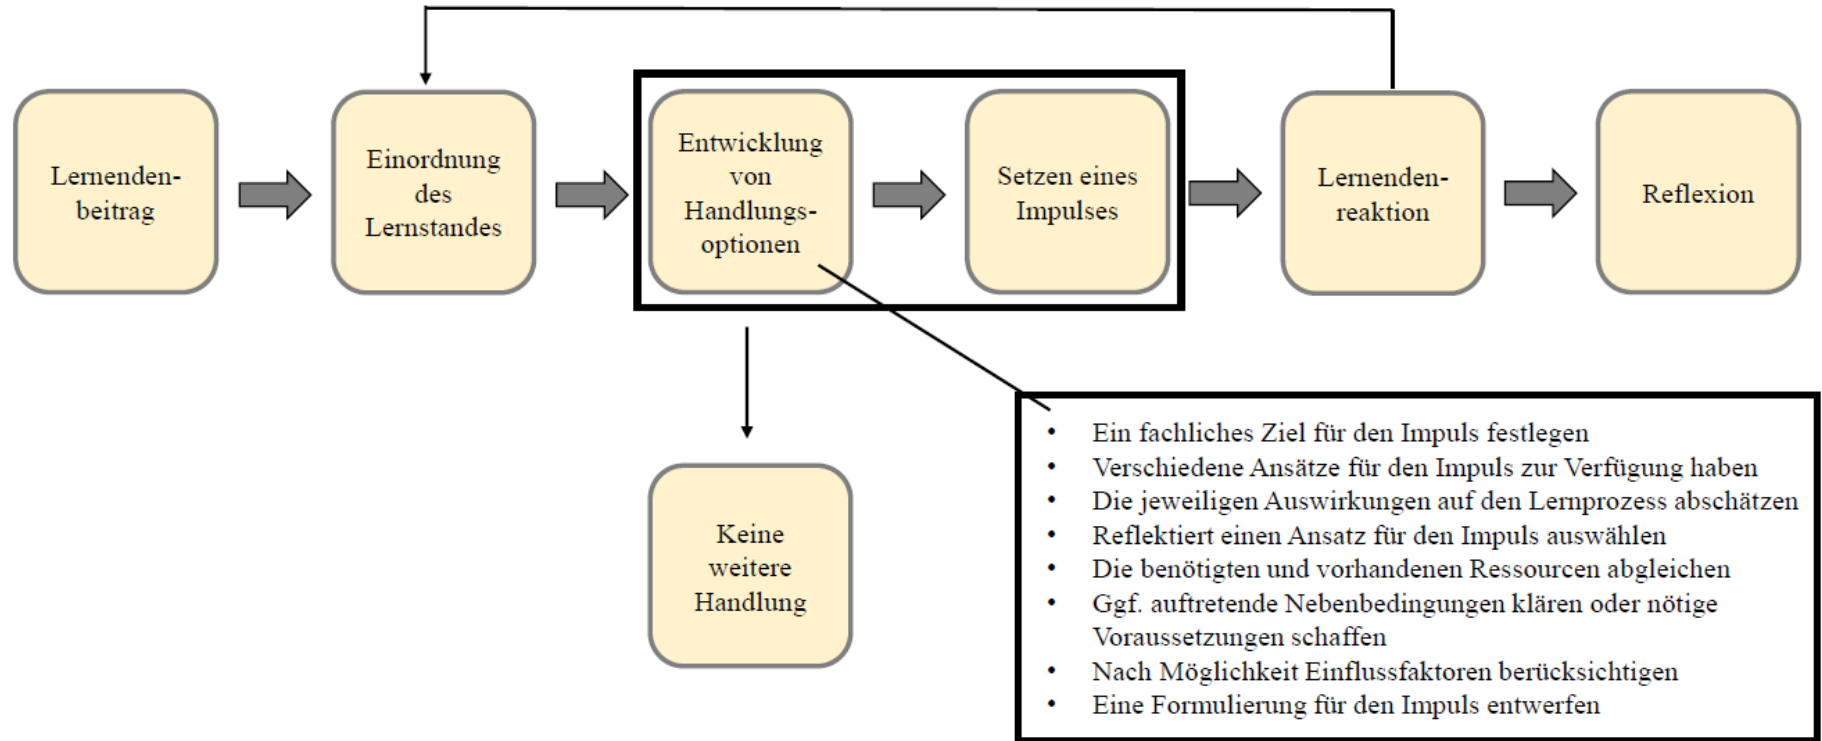 Lernenden-
beitrag
Einordnung
des
Lernstandes
Entwicklung
von
Handlungs-
optionen
Setzen eines
Impulses
Lernenden-
reaktion
Reflexion
Keine
weitere
Handlung
• Ein fachliches Ziel für den Impuls festlegen
• Verschiedene Ansätze für den Impuls zur Verfügung haben
• Die jeweiligen Auswirkungen auf den Lernprozess abschätzen
• Reflektiert einen Ansatz für den Impuls auswählen
• Die benötigten und vorhandenen Ressourcen abgleichen
• Ggf. auftretende Nebenbedingungen klären oder nötige
Voraussetzungen schaffen
• Nach Möglichkeit Einflussfaktoren berücksichtigen
• Eine Formulierung für den Impuls entwerfen